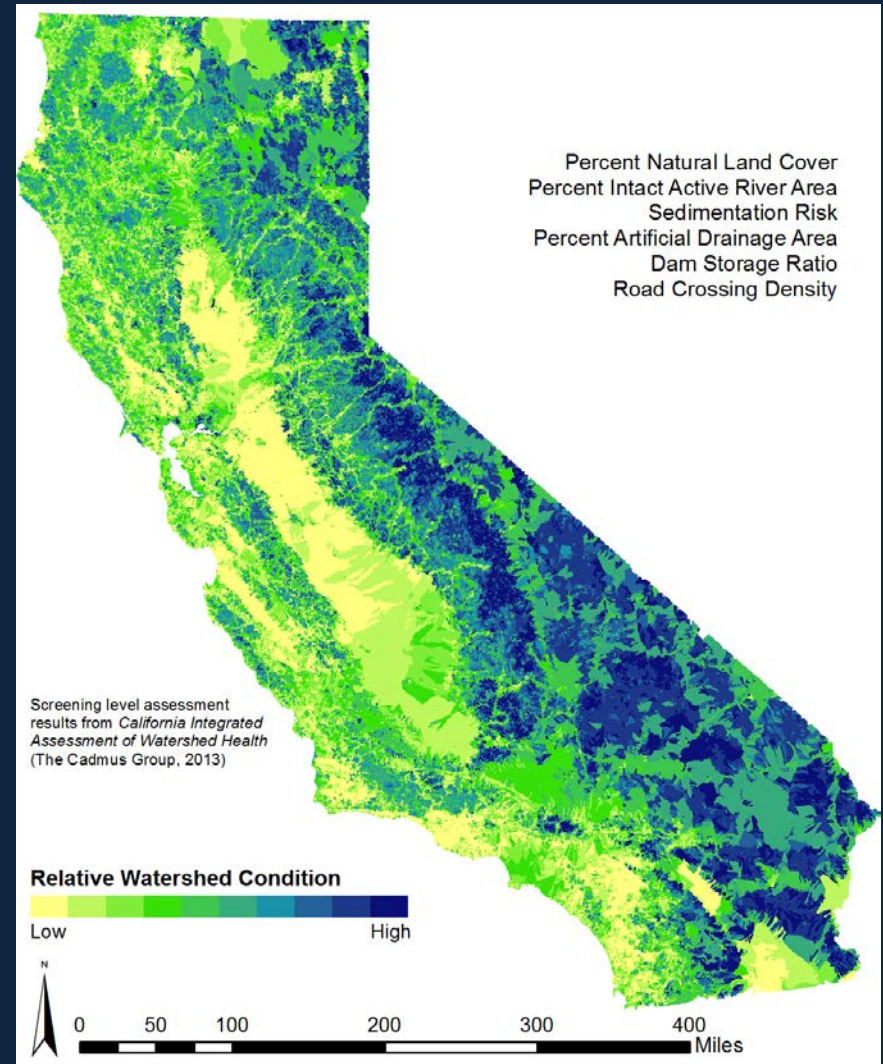 Percent Natural Land Cover
Percent Intact Active River Area
Sedimentation Risk
Percent Artificial Drainage Area
Dam Storage Ratio
Road Crossing Density
Screening level assessment
results from California Integrated
Assessment of Watershed Health
(The Cadmus Group, 2013)
Relative Watershed Condition
Low High
N
0 50 100 200 300 400
Miles